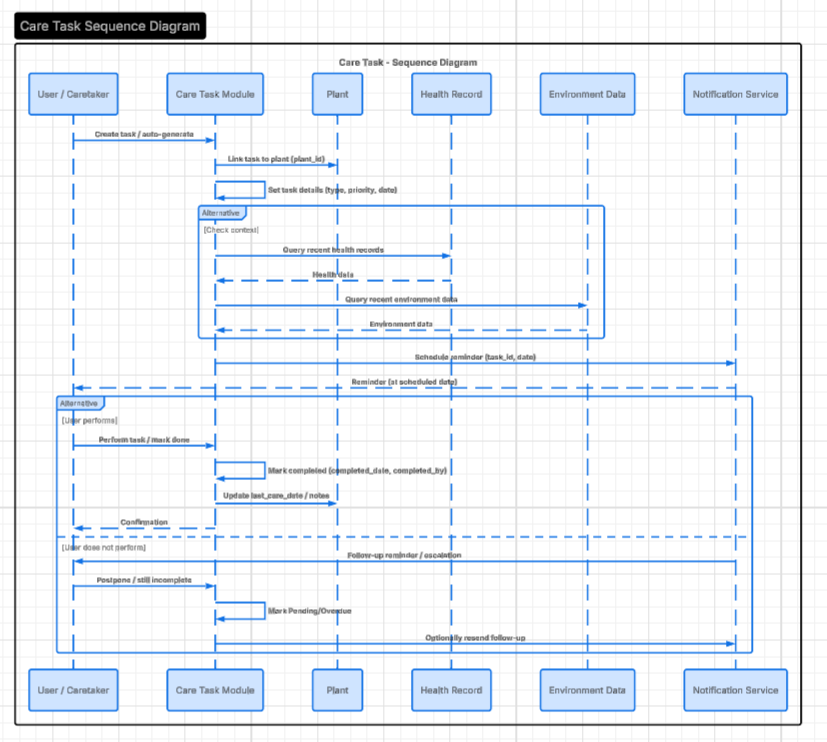 Care Task Sequence Diagram
Care Task - Sequence Diagram
User / Caretaker
Care Task Module
Plant
Health Record
Environment Data
Notification Service
Create task / auto-generate
Link task to plant (plant_id)
Set task details (type, priority, date)
Alternative
[Check context]
Query recent health records
Health data
Query recent environment data
Environment data
Schedule reminder (task_id, date)
Reminder (at scheduled date)
Alternative
[User performs]
Perform task / mark done
Mark completed (completed_date, completed_by)
Update last_care_date / notes
Confirmation
[User does not perform]
Follow-up reminder / escalation
Postpone / still incomplete
Mark Pending/Overdue
Optionally resend follow-up
User / Caretaker
Care Task Module
Plant
Health Record
Environment Data
Notification Service